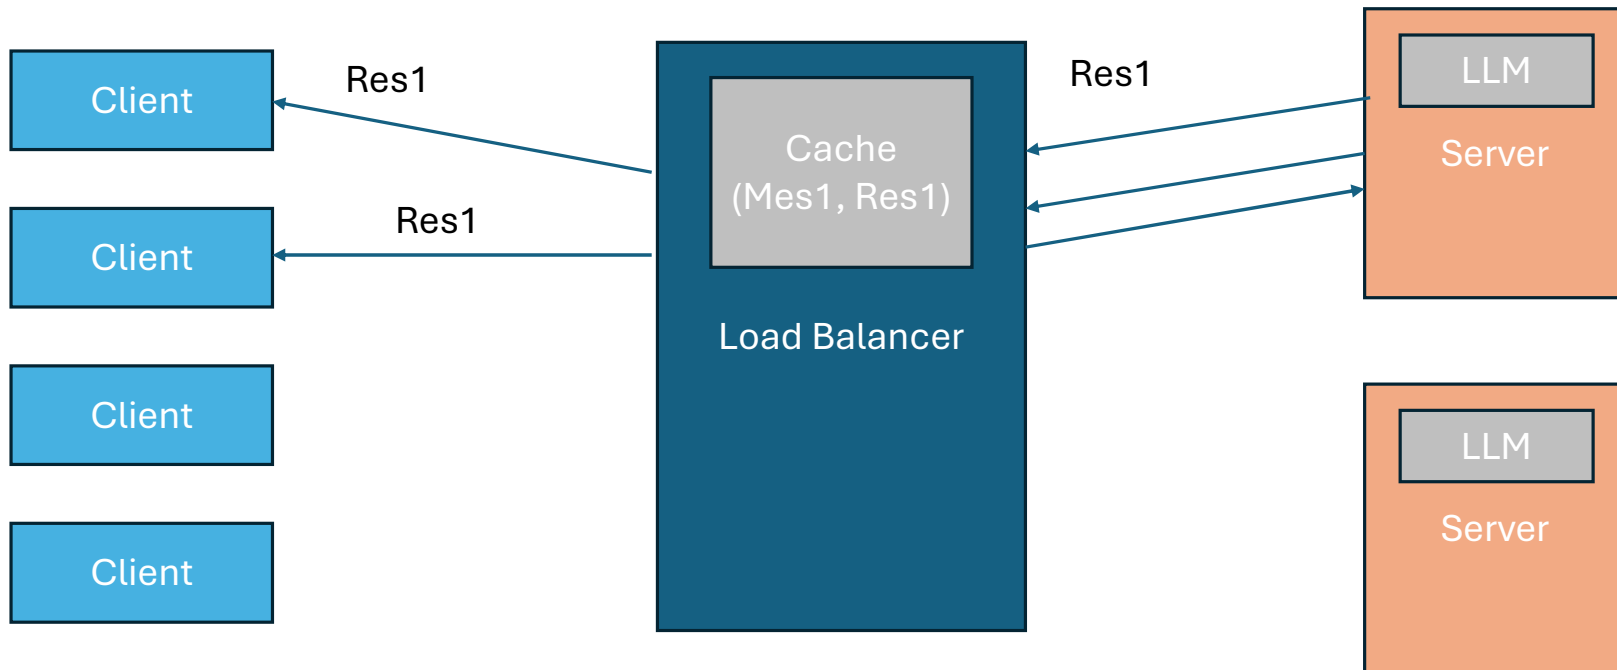 Client
Res1
Client
Res1
Client
Client
Cache
(Mes1, Res1)
Load Balancer
Res1
LLM
Server
LLM
Server